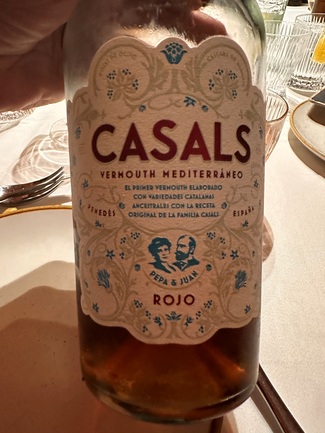 CASALS
VERMOUTH MEDITERRÁNEO
EL PRIMER VERMOUTH ELABORADO
CON VARIEDADES CATALANAS
ANCESTRALES CON LA RECETA
ORIGINAL DE LA FAMILIA CASALS
PENEDÈS
ESPAÑA
PEPA & JUAN
ROJO